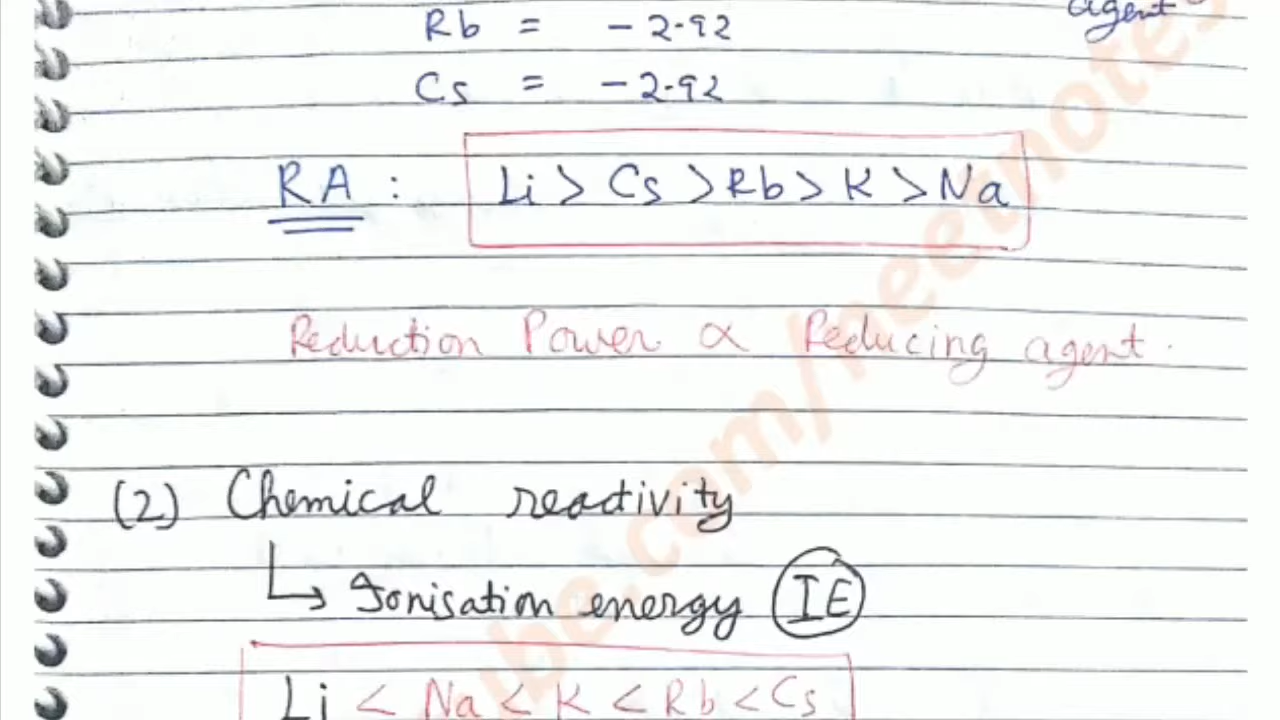 agent
Rb = -2.92
Cs = -2.92
RA : Li > Cs > Rb > K > Na
Reduction Power ∝ Reducing agent.
(2) Chemical reactivity
↳ Ionisation energy (IE)
Li < Na < K < Rb < Cs